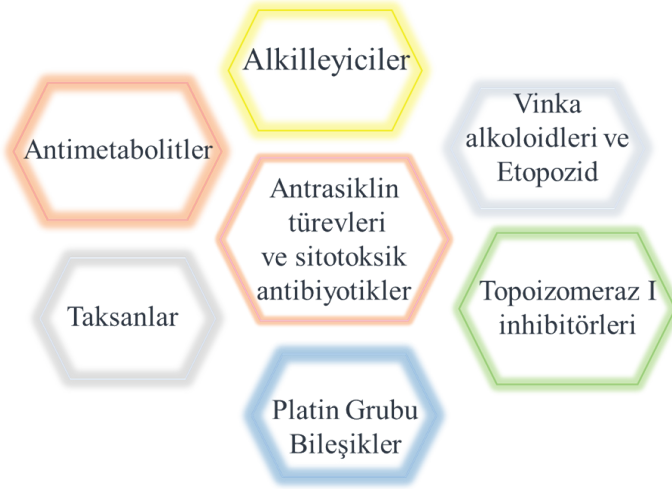 Alkilleyiciler
Antimetabolitler
Vinka
alkoloidleri ve
Etopozid
Antrasiklin
türevleri
ve sitotoksik
antibiyotikler
Taksanlar
Topoizomeraz I
inhibitörleri
Platin Grubu
Bileşikler